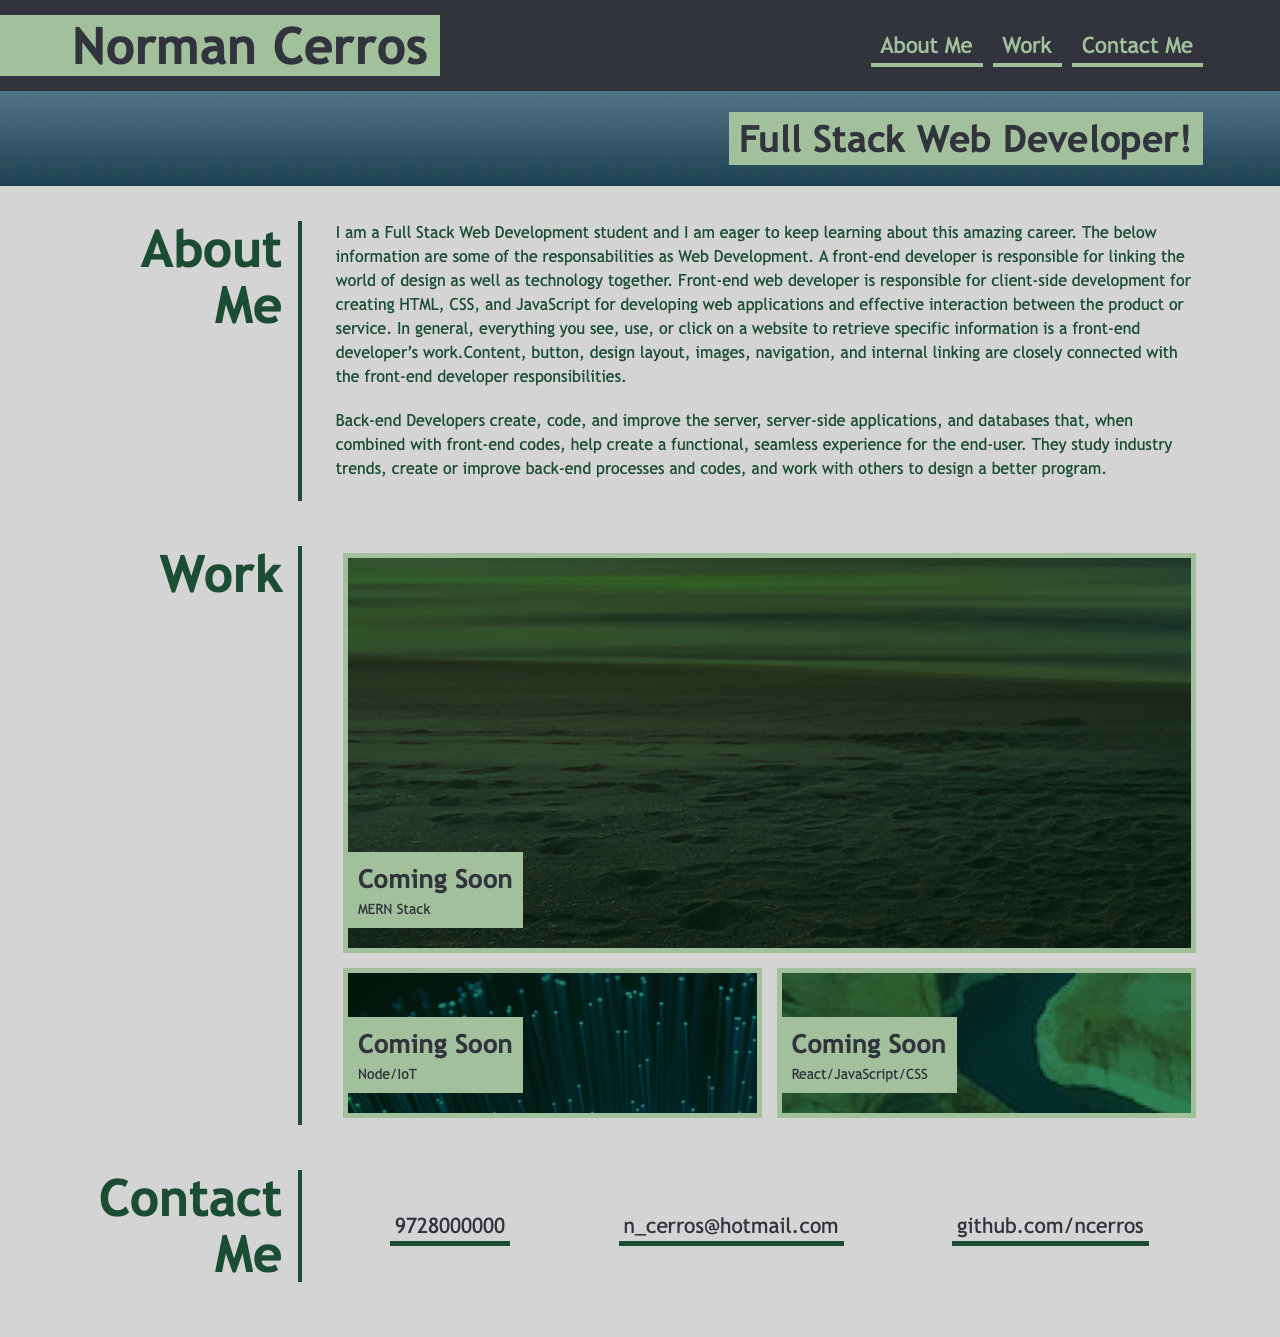 Norman Cerros
About Me Work Contact Me
Full Stack Web Developer!
About
Me
I am a Full Stack Web Development student and I am eager to keep learning about this amazing career. The below
information are some of the responsabilities as Web Development. A front-end developer is responsible for linking the
world of design as well as technology together. Front-end web developer is responsible for client-side development for
creating HTML, CSS, and JavaScript for developing web applications and effective interaction between the product or
service. In general, everything you see, use, or click on a website to retrieve specific information is a front-end
developer’s work.Content, button, design layout, images, navigation, and internal linking are closely connected with
the front-end developer responsibilities.
Back-end Developers create, code, and improve the server, server-side applications, and databases that, when
combined with front-end codes, help create a functional, seamless experience for the end-user. They study industry
trends, create or improve back-end processes and codes, and work with others to design a better program.
Work
Coming Soon
MERN Stack
Coming Soon
Node/IoT
Coming Soon
React/JavaScript/CSS
Contact
Me
9728000000
n_cerros@hotmail.com
github.com/ncerros